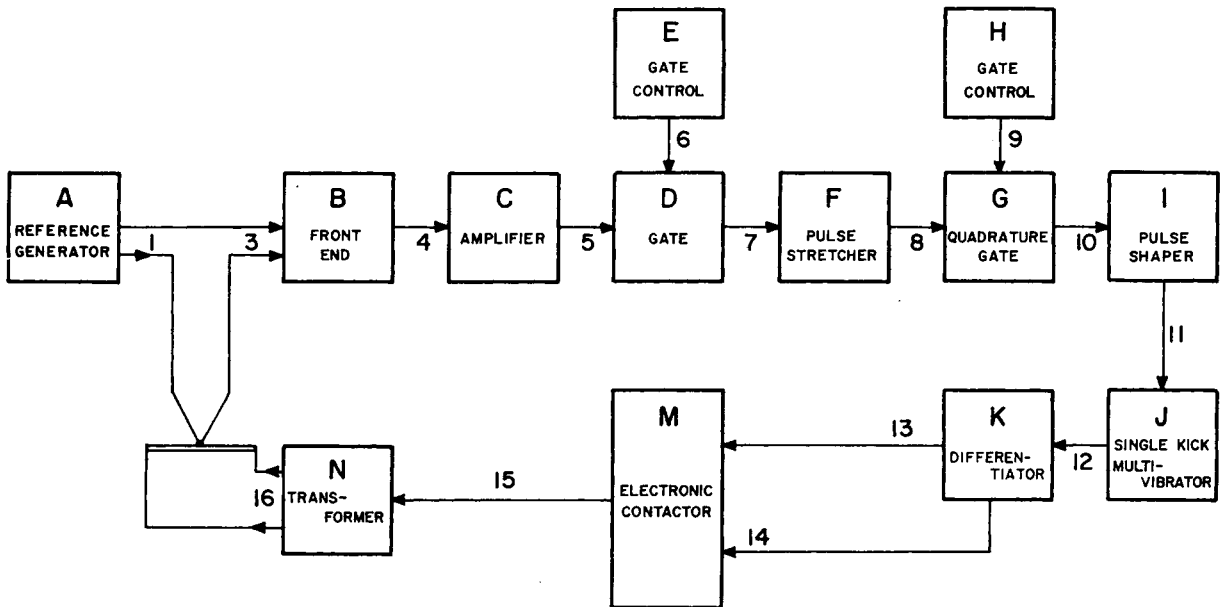 E
GATE
CONTROL
6
H
GATE
CONTROL
9
A
REFERENCE
GENERATOR
1
3
B
FRONT
END
4
C
AMPLIFIER
5
D
GATE
7
F
PULSE
STRETCHER
8
G
QUADRATURE
GATE
10
I
PULSE
SHAPER
11
J
SINGLE KICK
MULTI-
VIBRATOR
12
K
DIFFEREN-
TIATOR
13
14
M
ELECTRONIC
CONTACTOR
15
N
TRANS-
FORMER
16